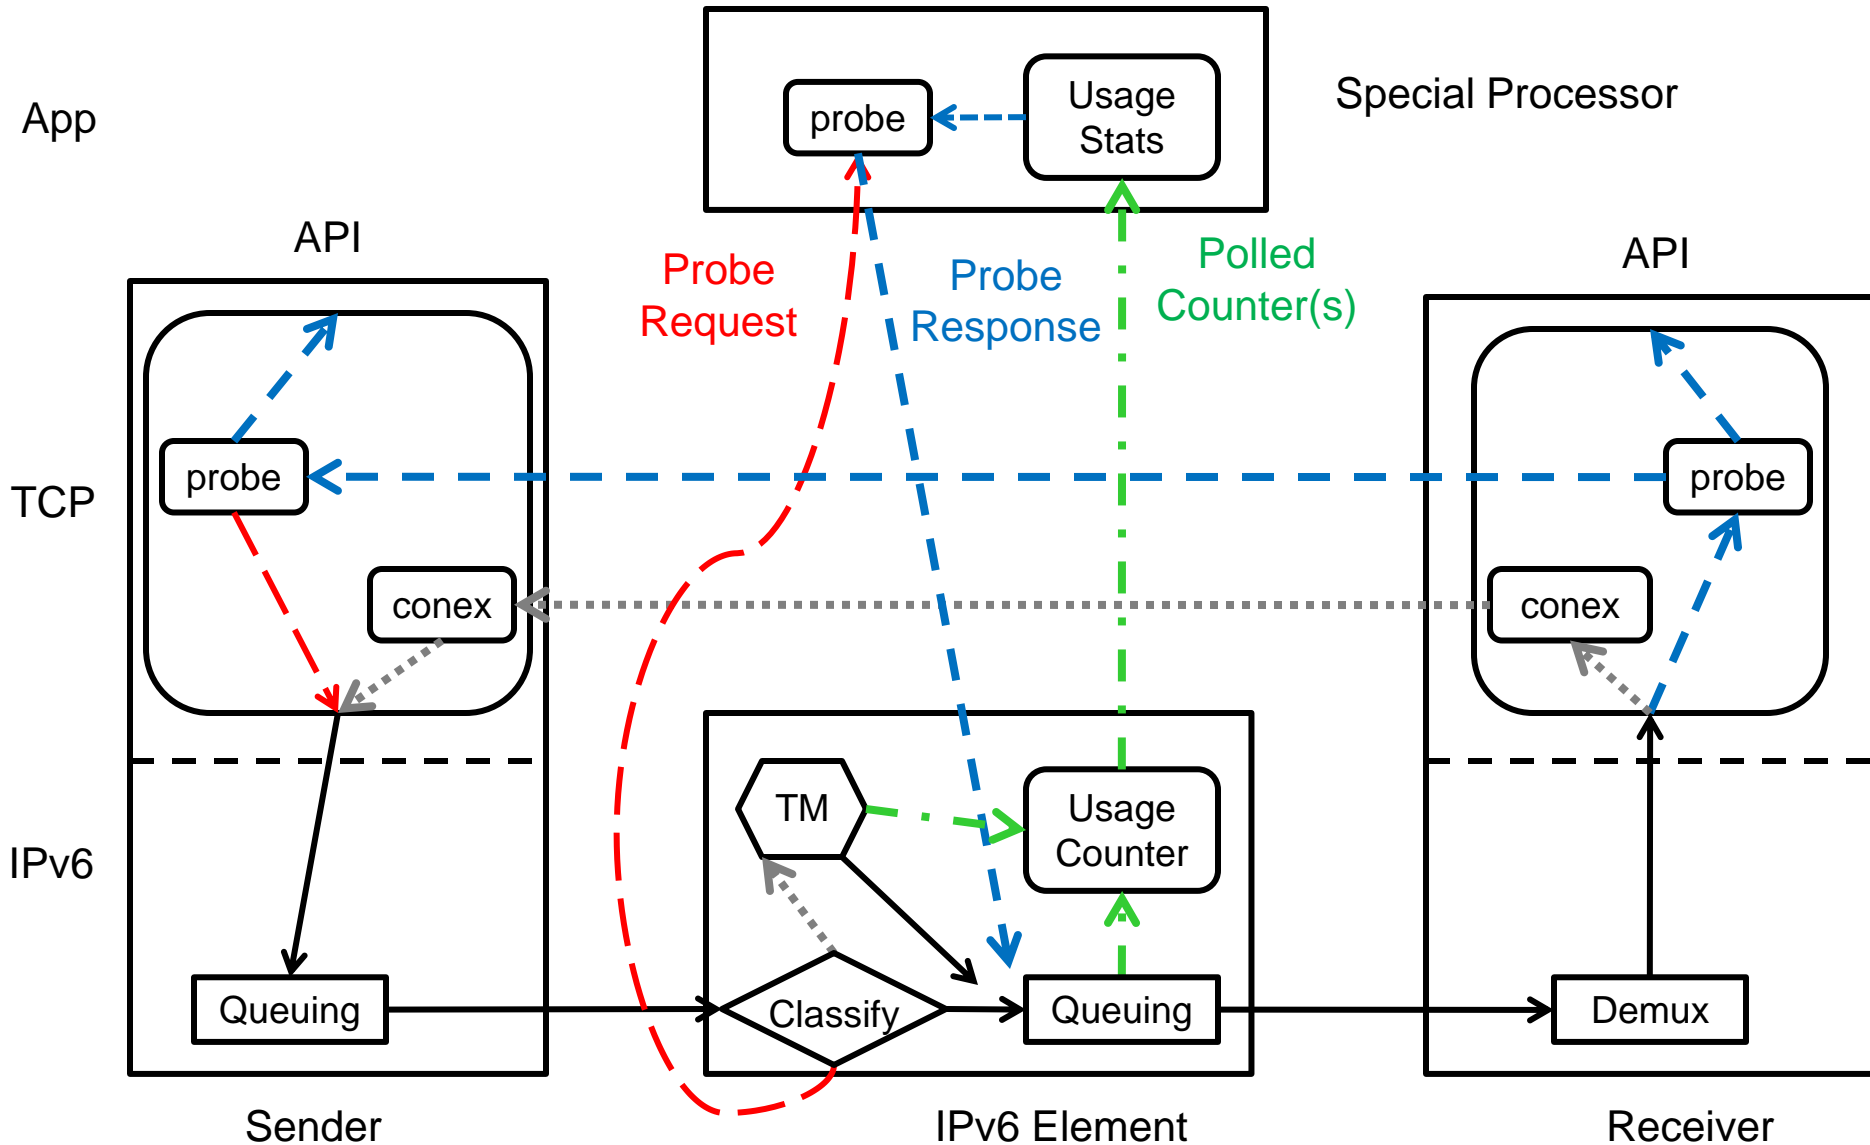 App
probe
Usage
Stats
Special Processor
API
Probe
Request
Probe
Response
Polled
Counter(s)
API
TCP
probe
probe
conex
conex
IPv6
TM
Usage
Counter
Queuing
Classify
Queuing
Demux
Sender
IPv6 Element
Receiver